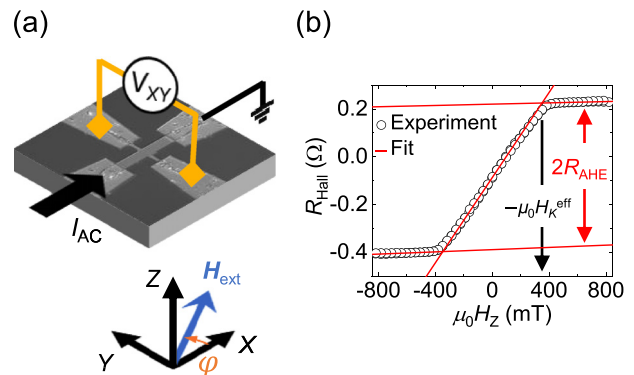 (a)
V_XY
I_AC
Z
H_ext
Y
X
φ
(b)
R_Hall (Ω)
0.2
0.0
-0.2
-0.4
Experiment
Fit
2R_AHE
−μ₀H_K^eff
-800 -400 0 400 800
μ₀H_Z (mT)